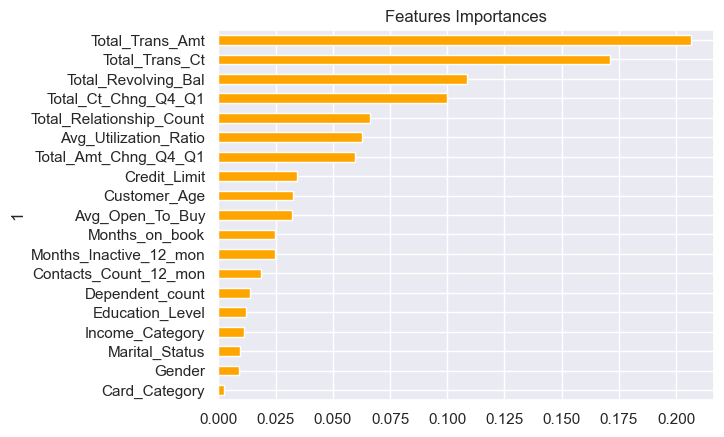 Features Importances
Total_Trans_Amt
Total_Trans_Ct
Total_Revolving_Bal
Total_Ct_Chng_Q4_Q1
Total_Relationship_Count
Avg_Utilization_Ratio
Total_Amt_Chng_Q4_Q1
Credit_Limit
Customer_Age
Avg_Open_To_Buy
1
Months_on_book
Months_Inactive_12_mon
Contacts_Count_12_mon
Dependent_count
Education_Level
Income_Category
Marital_Status
Gender
Card_Category
0.000 0.025 0.050 0.075 0.100 0.125 0.150 0.175 0.200